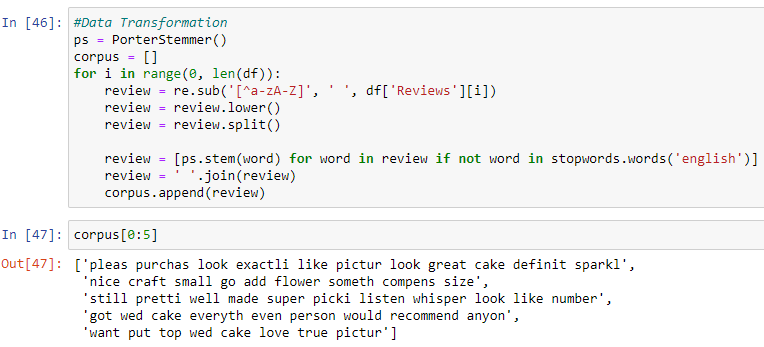 In [46]: #Data Transformation
ps = PorterStemmer()
corpus = []
for i in range(0, len(df)):
    review = re.sub('[^a-zA-Z]', ' ', df['Reviews'][i])
    review = review.lower()
    review = review.split()

    review = [ps.stem(word) for word in review if not word in stopwords.words('english')]
    review = ' '.join(review)
    corpus.append(review)
In [47]: corpus[0:5]
Out[47]: ['pleas purchas look exactli like pictur look great cake definit sparkl',
 'nice craft small go add flower someth compens size',
 'still pretti well made super picki listen whisper look like number',
 'got wed cake everyth even person would recommend anyon',
 'want put top wed cake love true pictur']